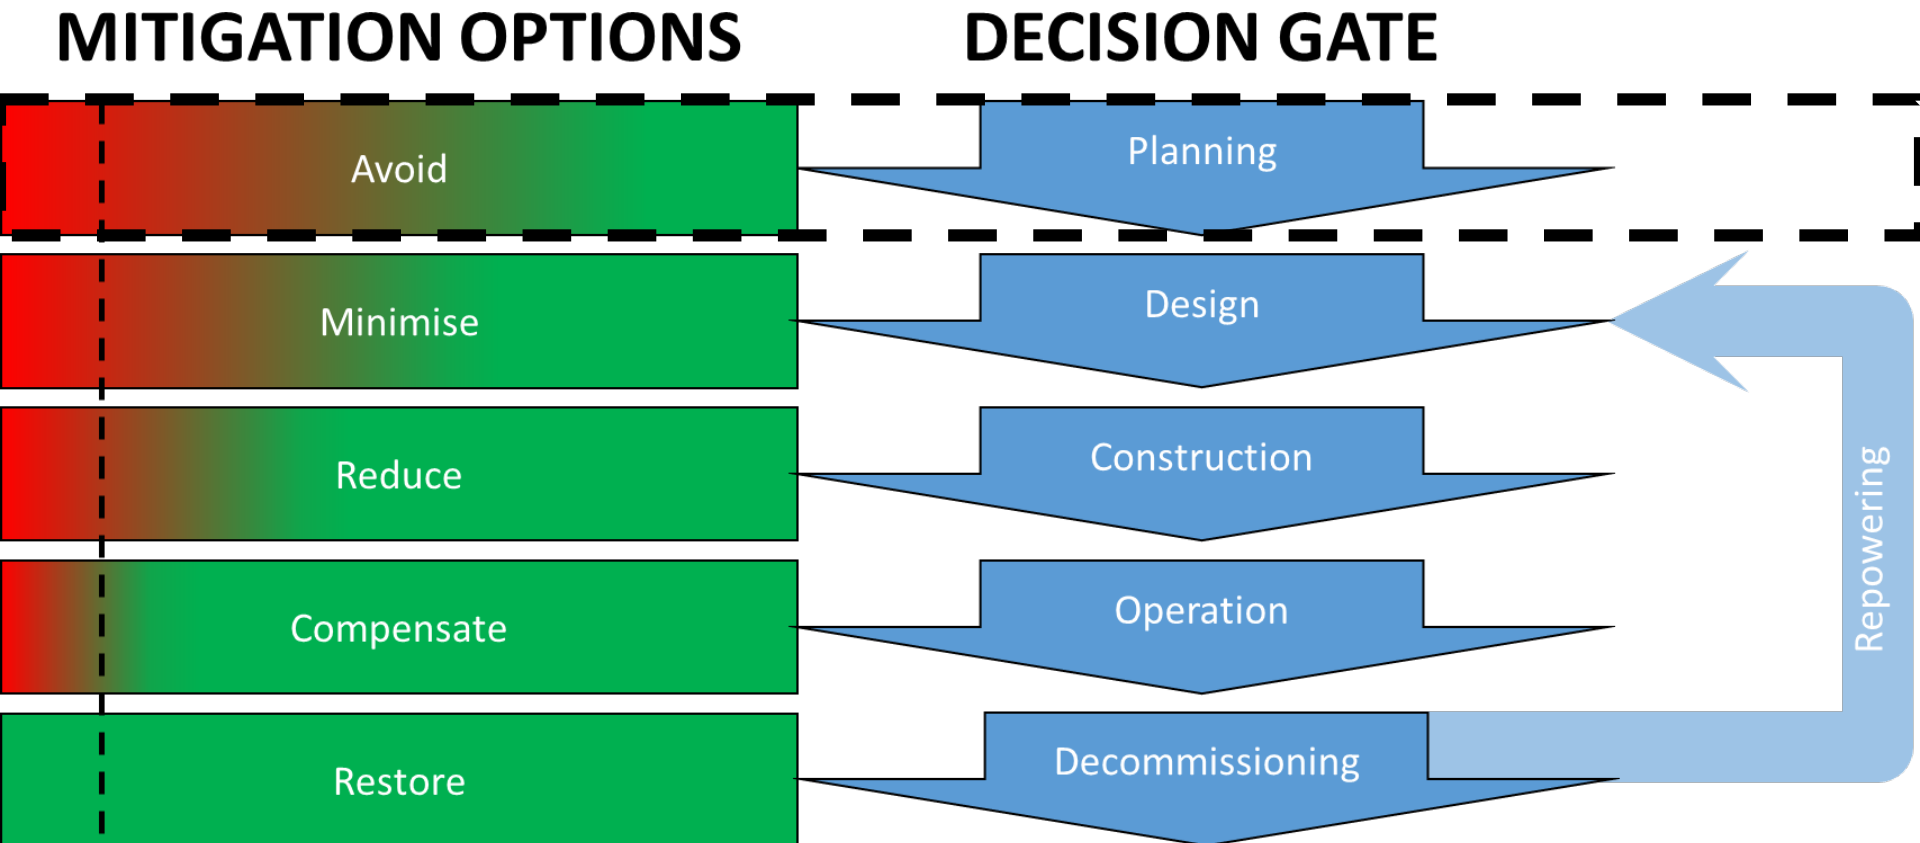 MITIGATION OPTIONS
DECISION GATE
Avoid
Planning
Minimise
Design
Reduce
Construction
Compensate
Operation
Restore
Decommissioning
Repowering